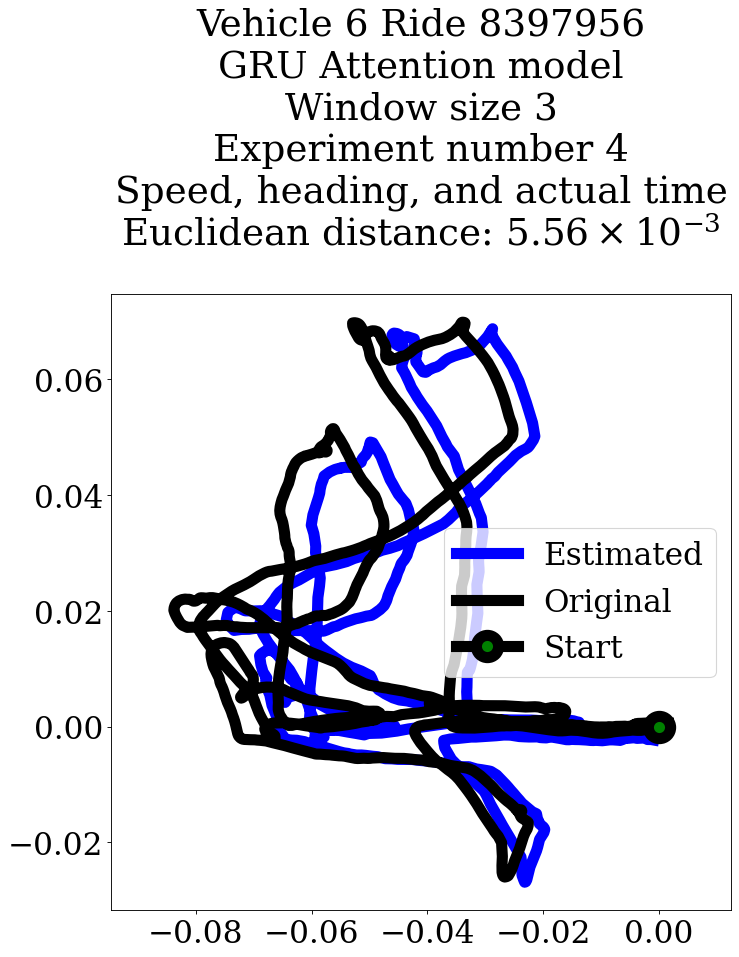 Vehicle 6 Ride 8397956
GRU Attention model
Window size 3
Experiment number 4
Speed, heading, and actual time
Euclidean distance: 5.56 × 10⁻³
0.06
0.04
Estimated
Original
0.02
Start
0.00
−0.02
−0.08 −0.06 −0.04 −0.02 0.00